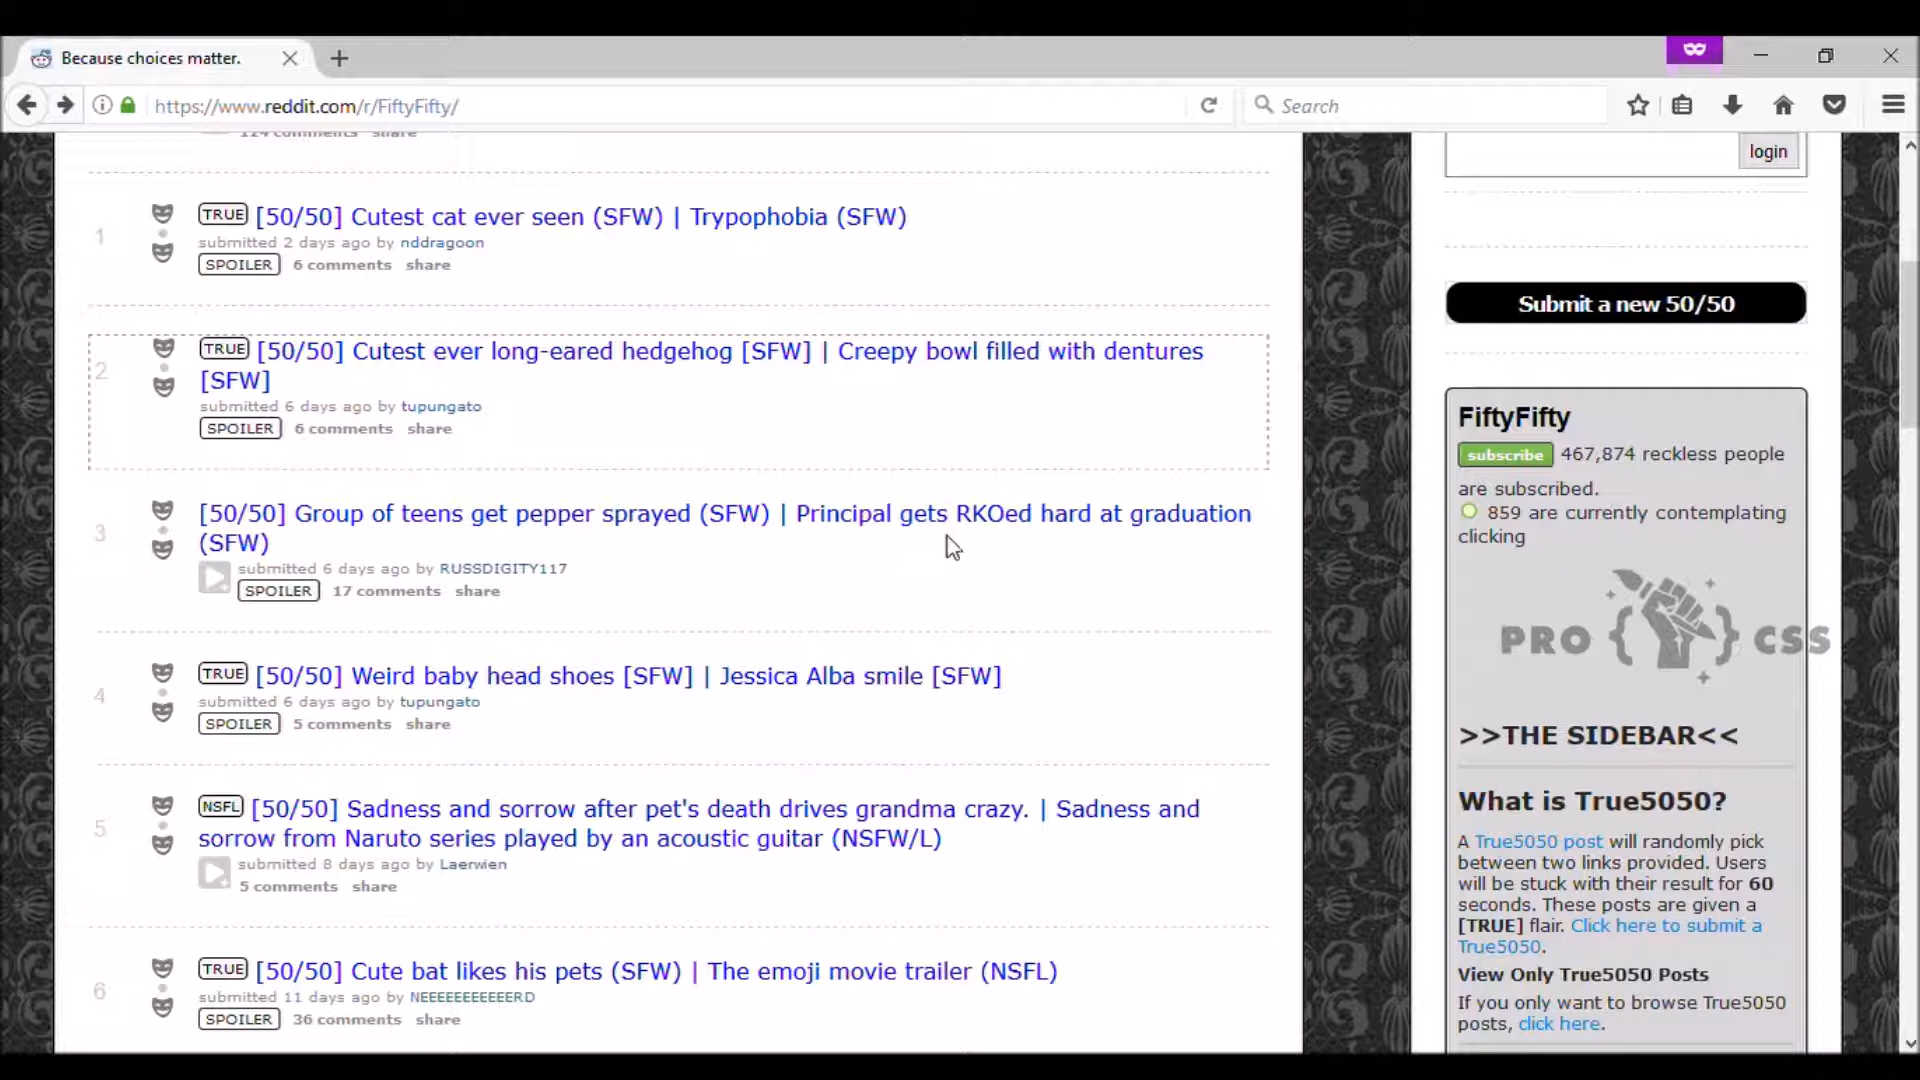 Because choices matter.
https://www.reddit.com/r/FiftyFifty/
Search
124 comments share
login
1
TRUE [50/50] Cutest cat ever seen (SFW) | Trypophobia (SFW)
submitted 2 days ago by nddragoon
SPOILER 6 comments share
2
TRUE [50/50] Cutest ever long-eared hedgehog [SFW] | Creepy bowl filled with dentures
[SFW]
submitted 6 days ago by tupungato
SPOILER 6 comments share
3
[50/50] Group of teens get pepper sprayed (SFW) | Principal gets RKOed hard at graduation
(SFW)
submitted 6 days ago by RUSSDIGITY117
SPOILER 17 comments share
4
TRUE [50/50] Weird baby head shoes [SFW] | Jessica Alba smile [SFW]
submitted 6 days ago by tupungato
SPOILER 5 comments share
5
NSFL [50/50] Sadness and sorrow after pet's death drives grandma crazy. | Sadness and
sorrow from Naruto series played by an acoustic guitar (NSFW/L)
submitted 8 days ago by Laerwien
5 comments share
6
TRUE [50/50] Cute bat likes his pets (SFW) | The emoji movie trailer (NSFL)
submitted 11 days ago by NEEEEEEEEEEERD
SPOILER 36 comments share
Submit a new 50/50
FiftyFifty
subscribe 467,874 reckless people
are subscribed.
859 are currently contemplating
clicking
PRO { } CSS
>>THE SIDEBAR<<
What is True5050?
A True5050 post will randomly pick
between two links provided. Users
will be stuck with their result for 60
seconds. These posts are given a
[TRUE] flair. Click here to submit a
True5050.
View Only True5050 Posts
If you only want to browse True5050
posts, click here.